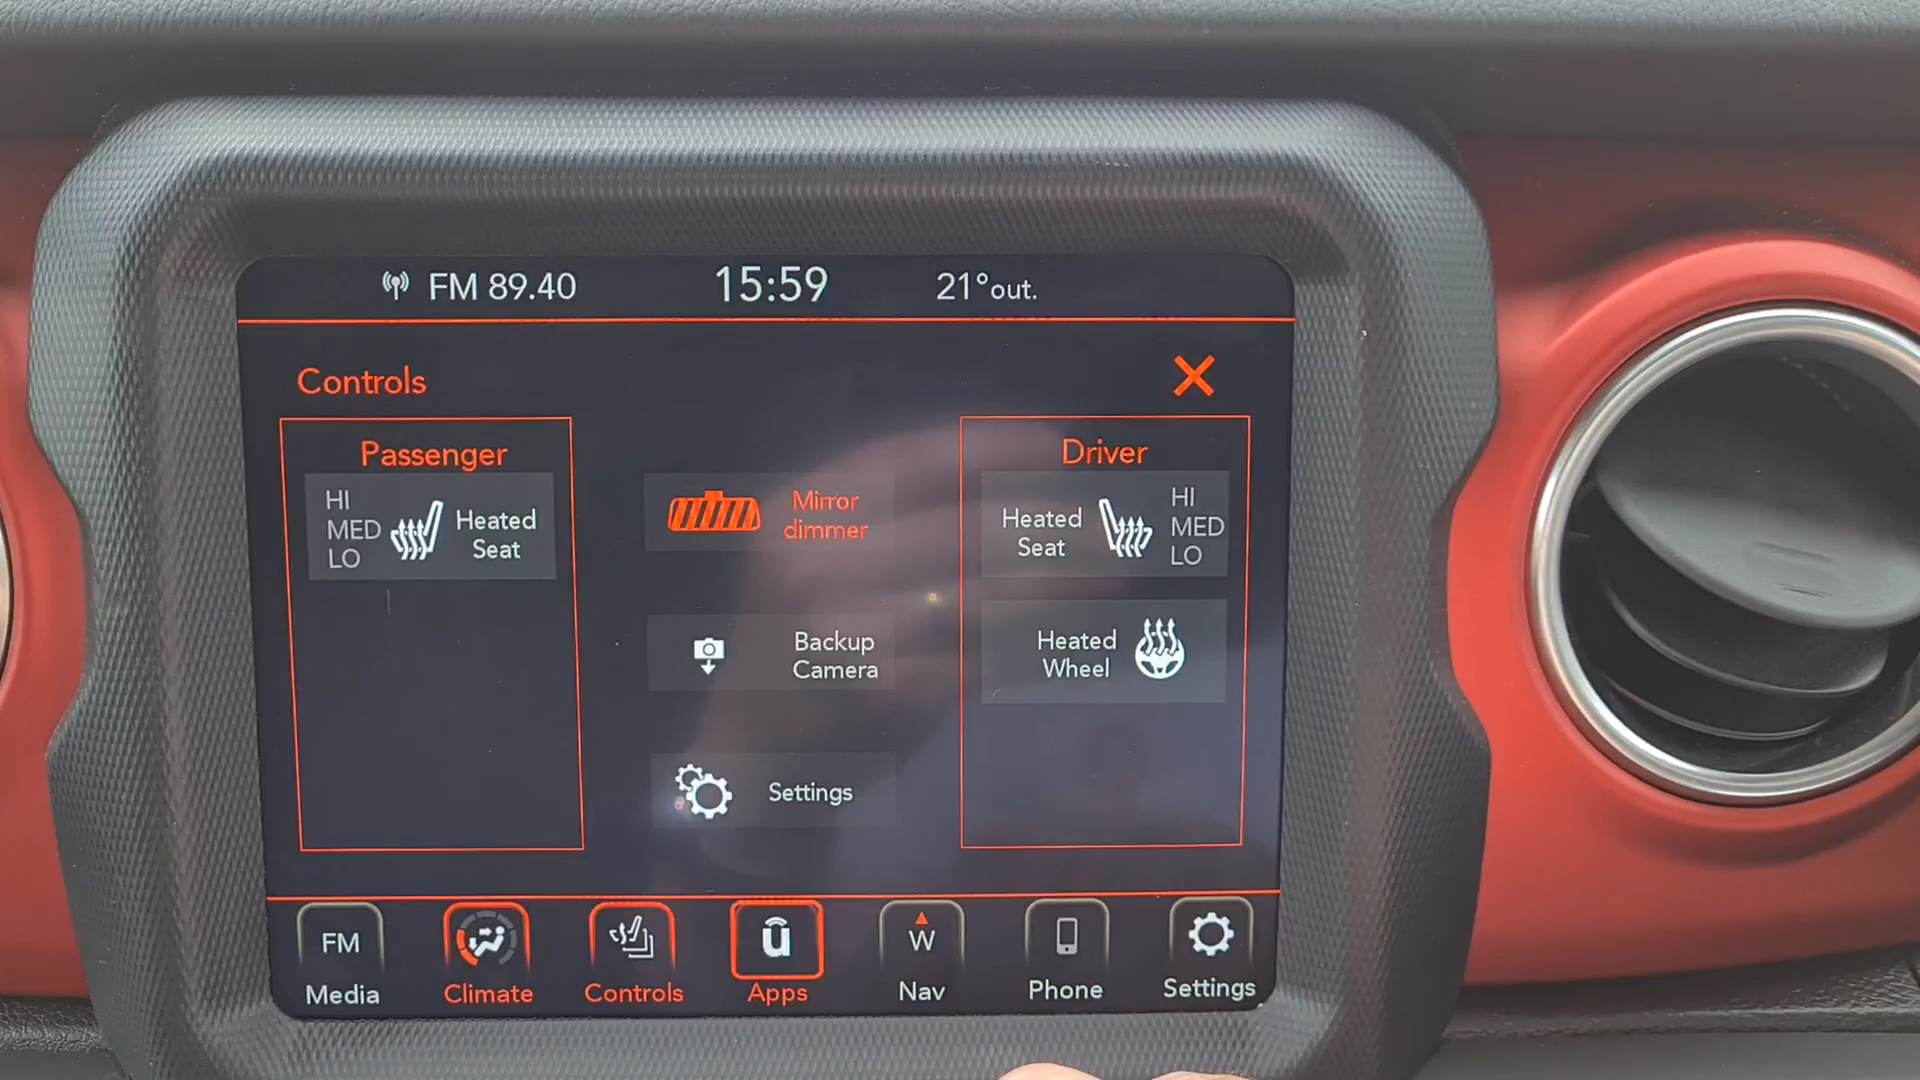 FM 89.40
15:59
21°out.
Controls
Passenger
HI
MED
LO
Heated
Seat
Mirror
dimmer
Backup
Camera
Settings
Driver
Heated
Seat
HI
MED
LO
Heated
Wheel
FM
Media
Climate
Controls
u
Apps
W
Nav
Phone
Settings